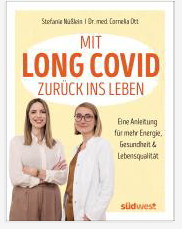 Stefanie Nüßlein | Dr. med. Cornelia Ott
MIT
LONG COVID
ZURÜCK INS LEBEN
Eine Anleitung
für mehr Energie,
Gesundheit &
Lebensqualität
südwest